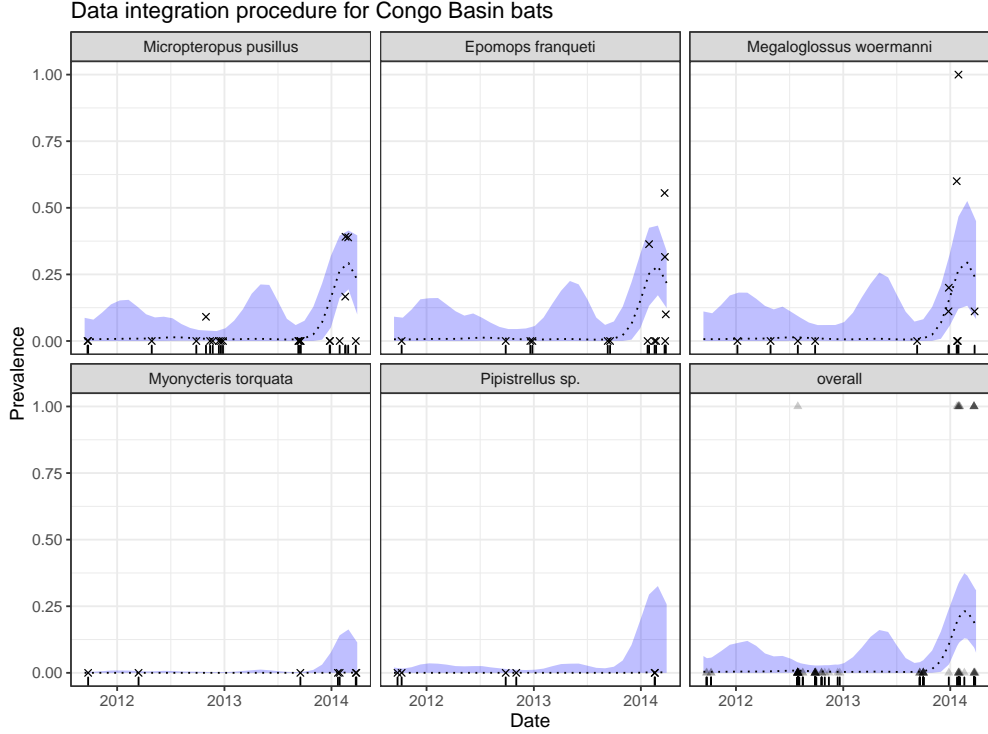 Data integration procedure for Congo Basin bats
Micropteropus pusillus
Epomops franqueti
Megaloglossus woermanni
1.00
0.75
0.50
0.25
0.00
Myonycteris torquata
Pipistrellus sp.
overall
1.00
0.75
0.50
0.25
0.00
2012 2013 2014
2012 2013 2014
2012 2013 2014
Prevalence
Date